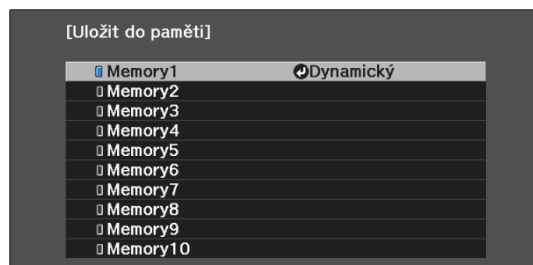 [Uložit do paměti]
Memory1 Dynamický
Memory2
Memory3
Memory4
Memory5
Memory6
Memory7
Memory8
Memory9
Memory10